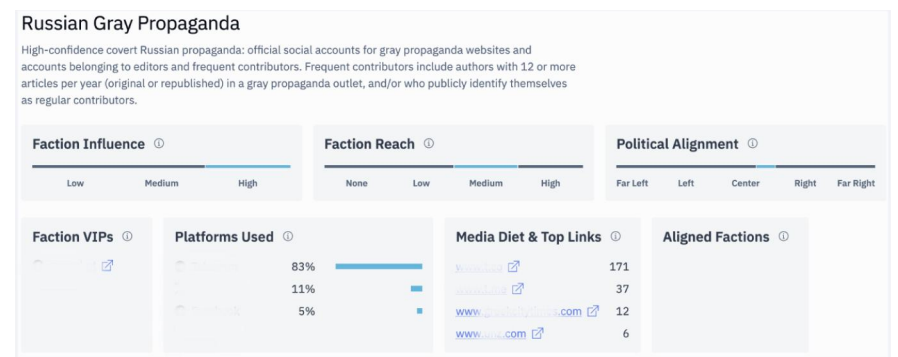 Russian Gray Propaganda
High-confidence covert Russian propaganda: official social accounts for gray propaganda websites and
accounts belonging to editors and frequent contributors. Frequent contributors include authors with 12 or more
articles per year (original or republished) in a gray propaganda outlet, and/or who publicly identify themselves
as regular contributors.
Faction Influence
Low Medium High
Faction Reach
None Low Medium High
Political Alignment
Far Left Left Center Right Far Right
Faction VIPs
Platforms Used
83%
11%
5%
Media Diet & Top Links
171
37
www. .com 12
www. .com 6
Aligned Factions